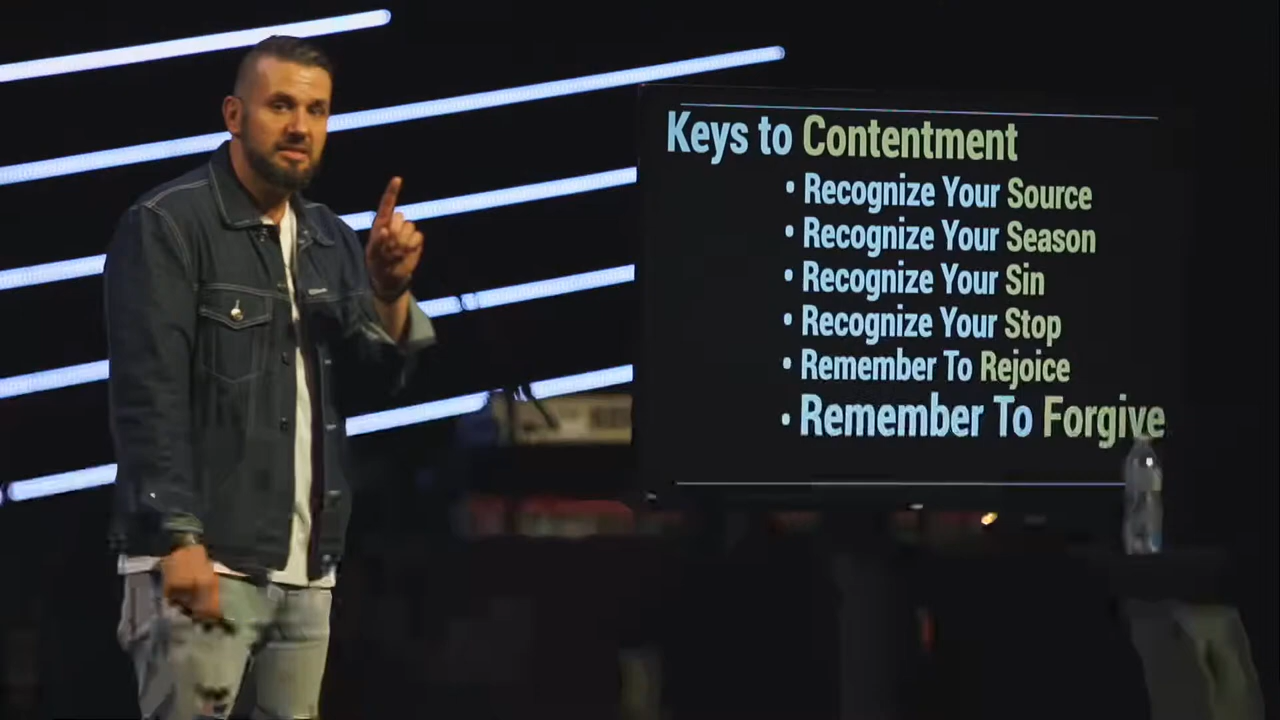 Keys to Contentment
• Recognize Your Source
• Recognize Your Season
• Recognize Your Sin
• Recognize Your Stop
• Remember To Rejoice
• Remember To Forgive